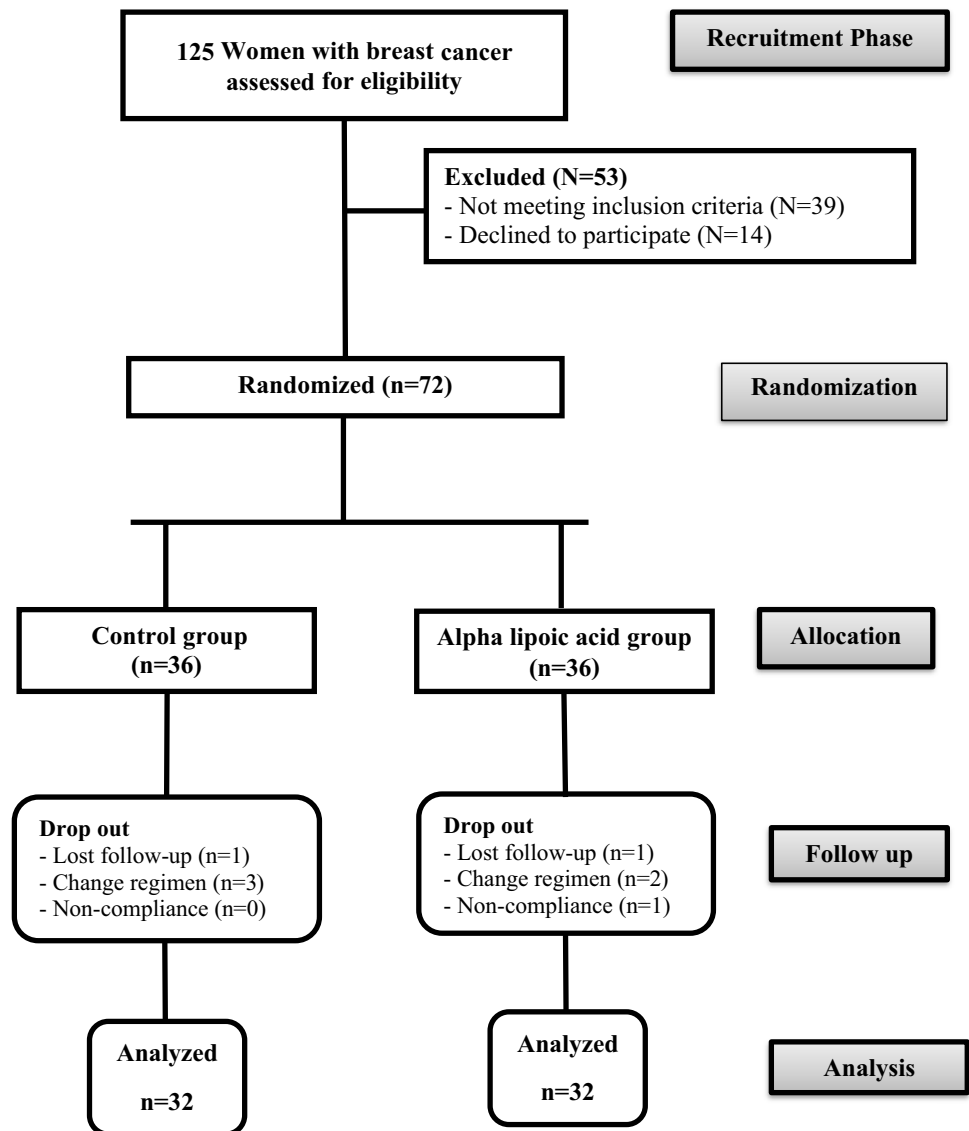 125 Women with breast cancer
assessed for eligibility
Recruitment Phase
Excluded (N=53)
- Not meeting inclusion criteria (N=39)
- Declined to participate (N=14)
Randomized (n=72)
Randomization
Control group
(n=36)
Alpha lipoic acid group
(n=36)
Allocation
Drop out
- Lost follow-up (n=1)
- Change regimen (n=3)
- Non-compliance (n=0)
Drop out
- Lost follow-up (n=1)
- Change regimen (n=2)
- Non-compliance (n=1)
Follow up
Analyzed
n=32
Analyzed
n=32
Analysis